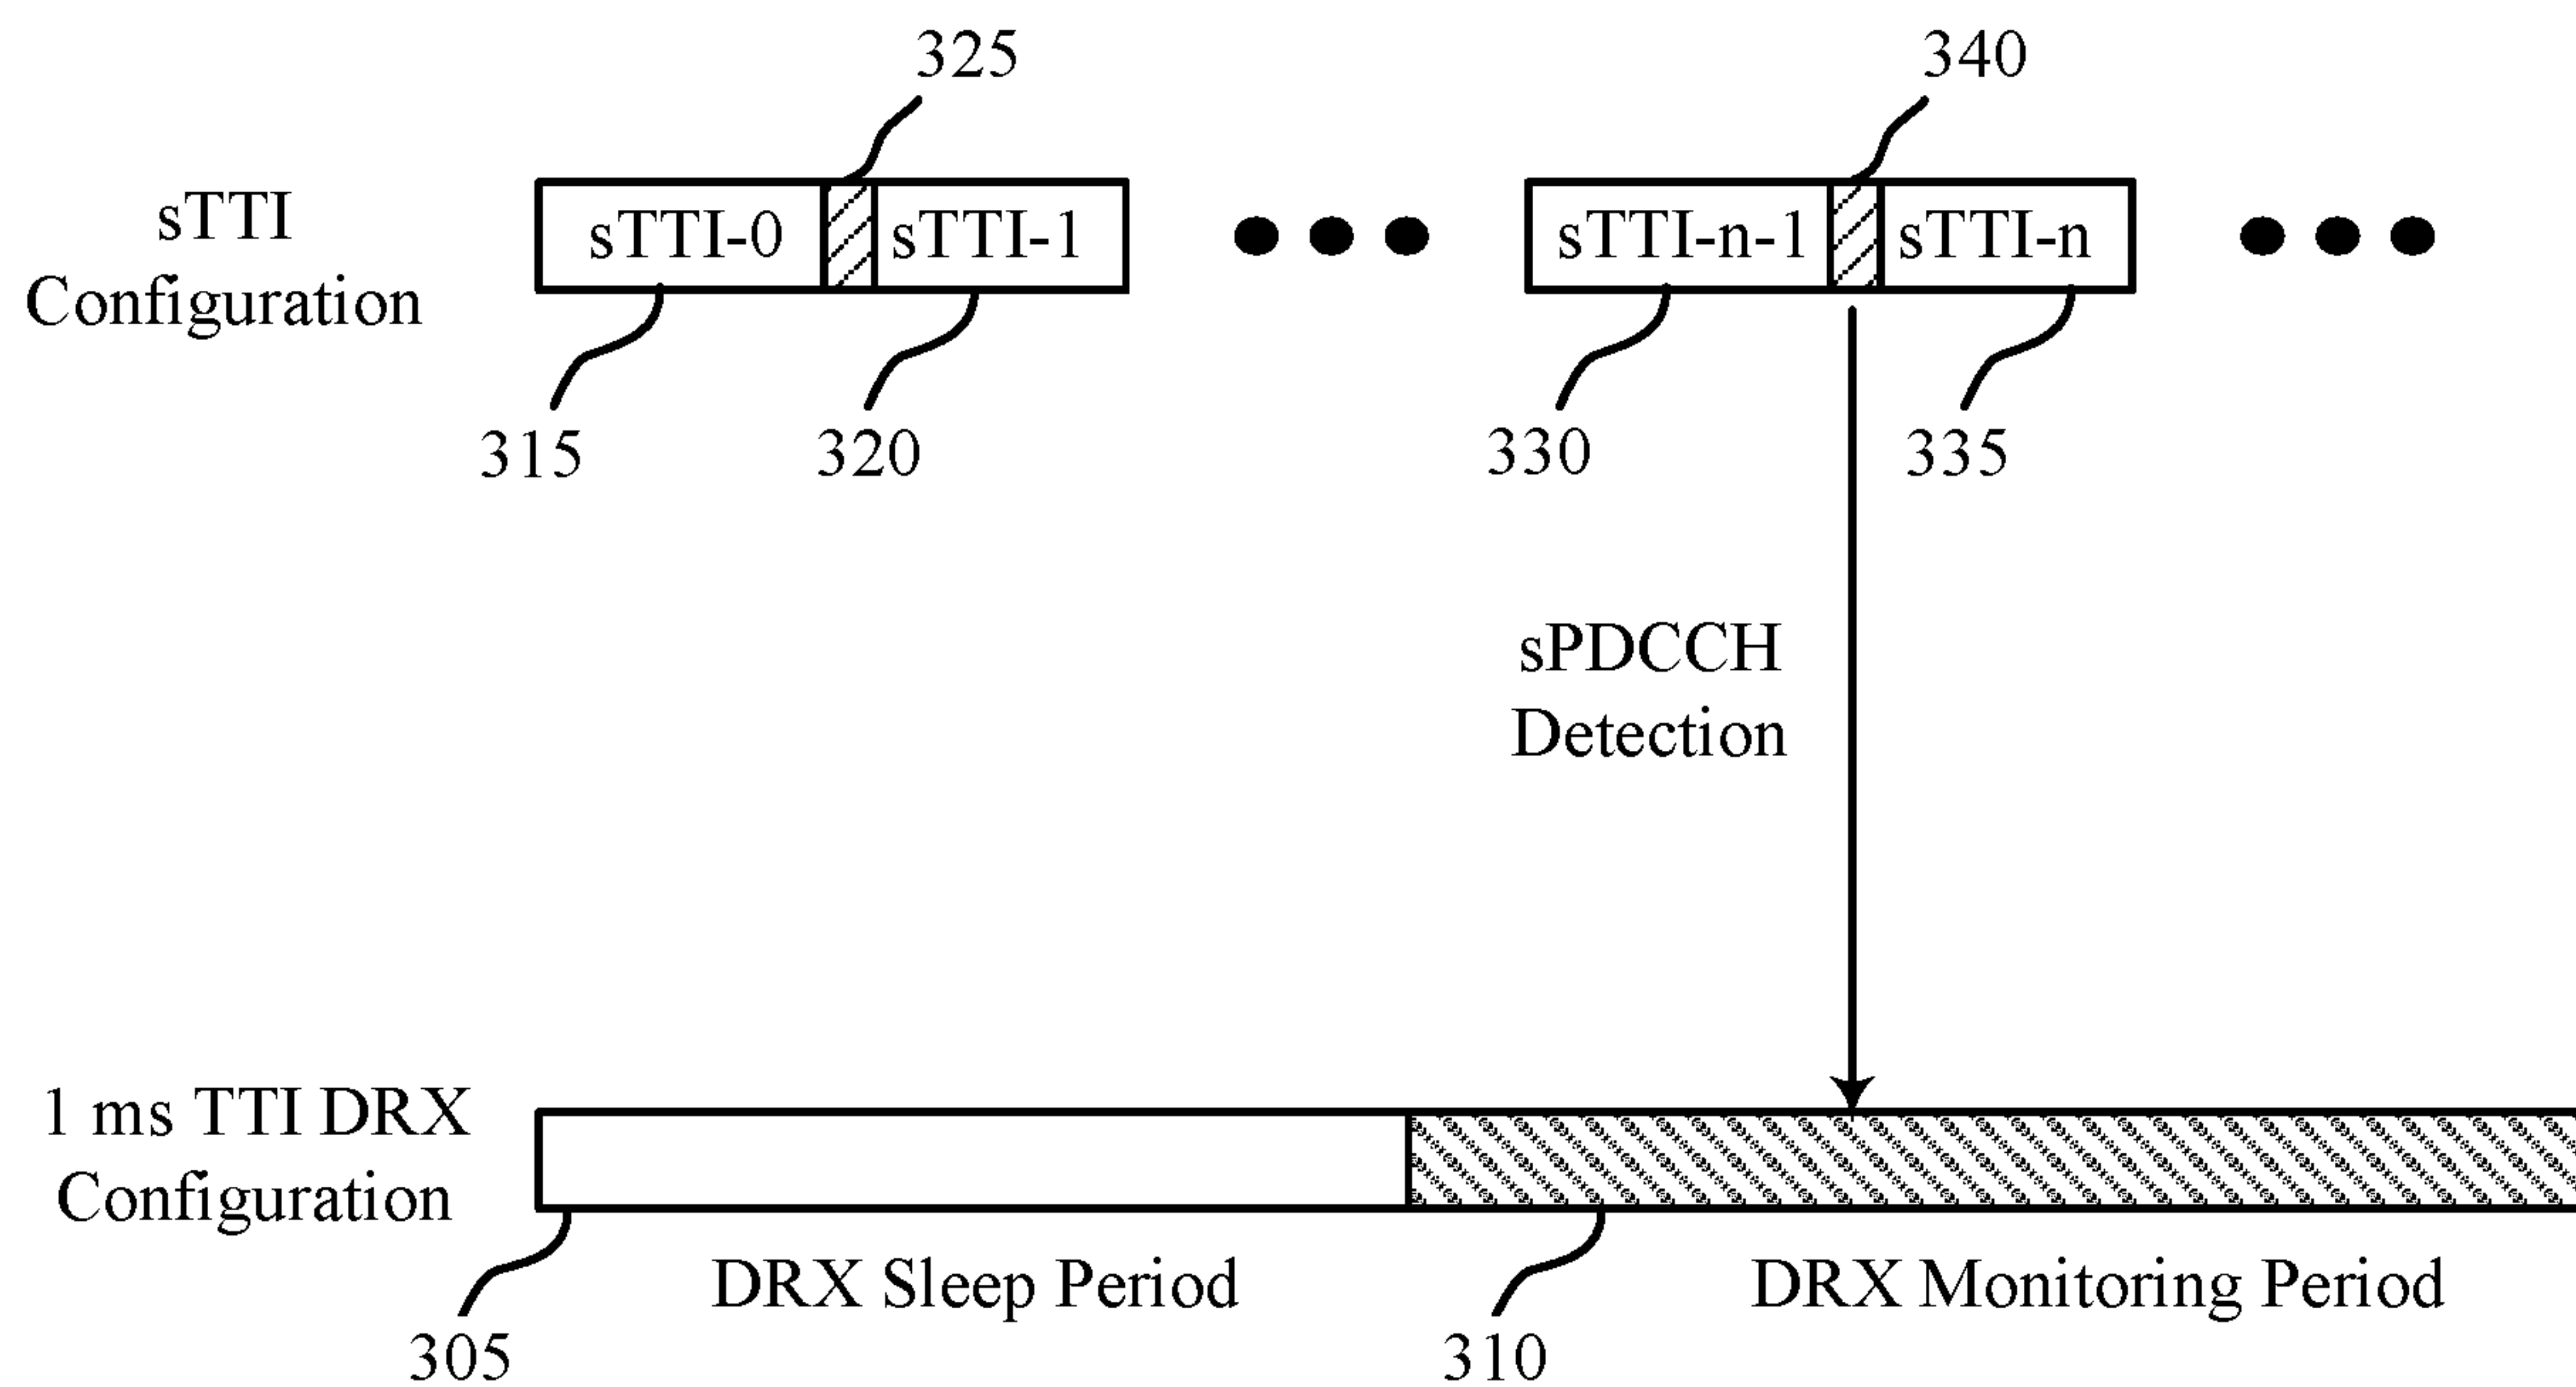 325
340
sTTI
Configuration
sTTI-0
sTTI-1
sTTI-n-1
sTTI-n
315
320
330
335
sPDCCH
Detection
1 ms TTI DRX
Configuration
DRX Sleep Period
DRX Monitoring Period
305
310